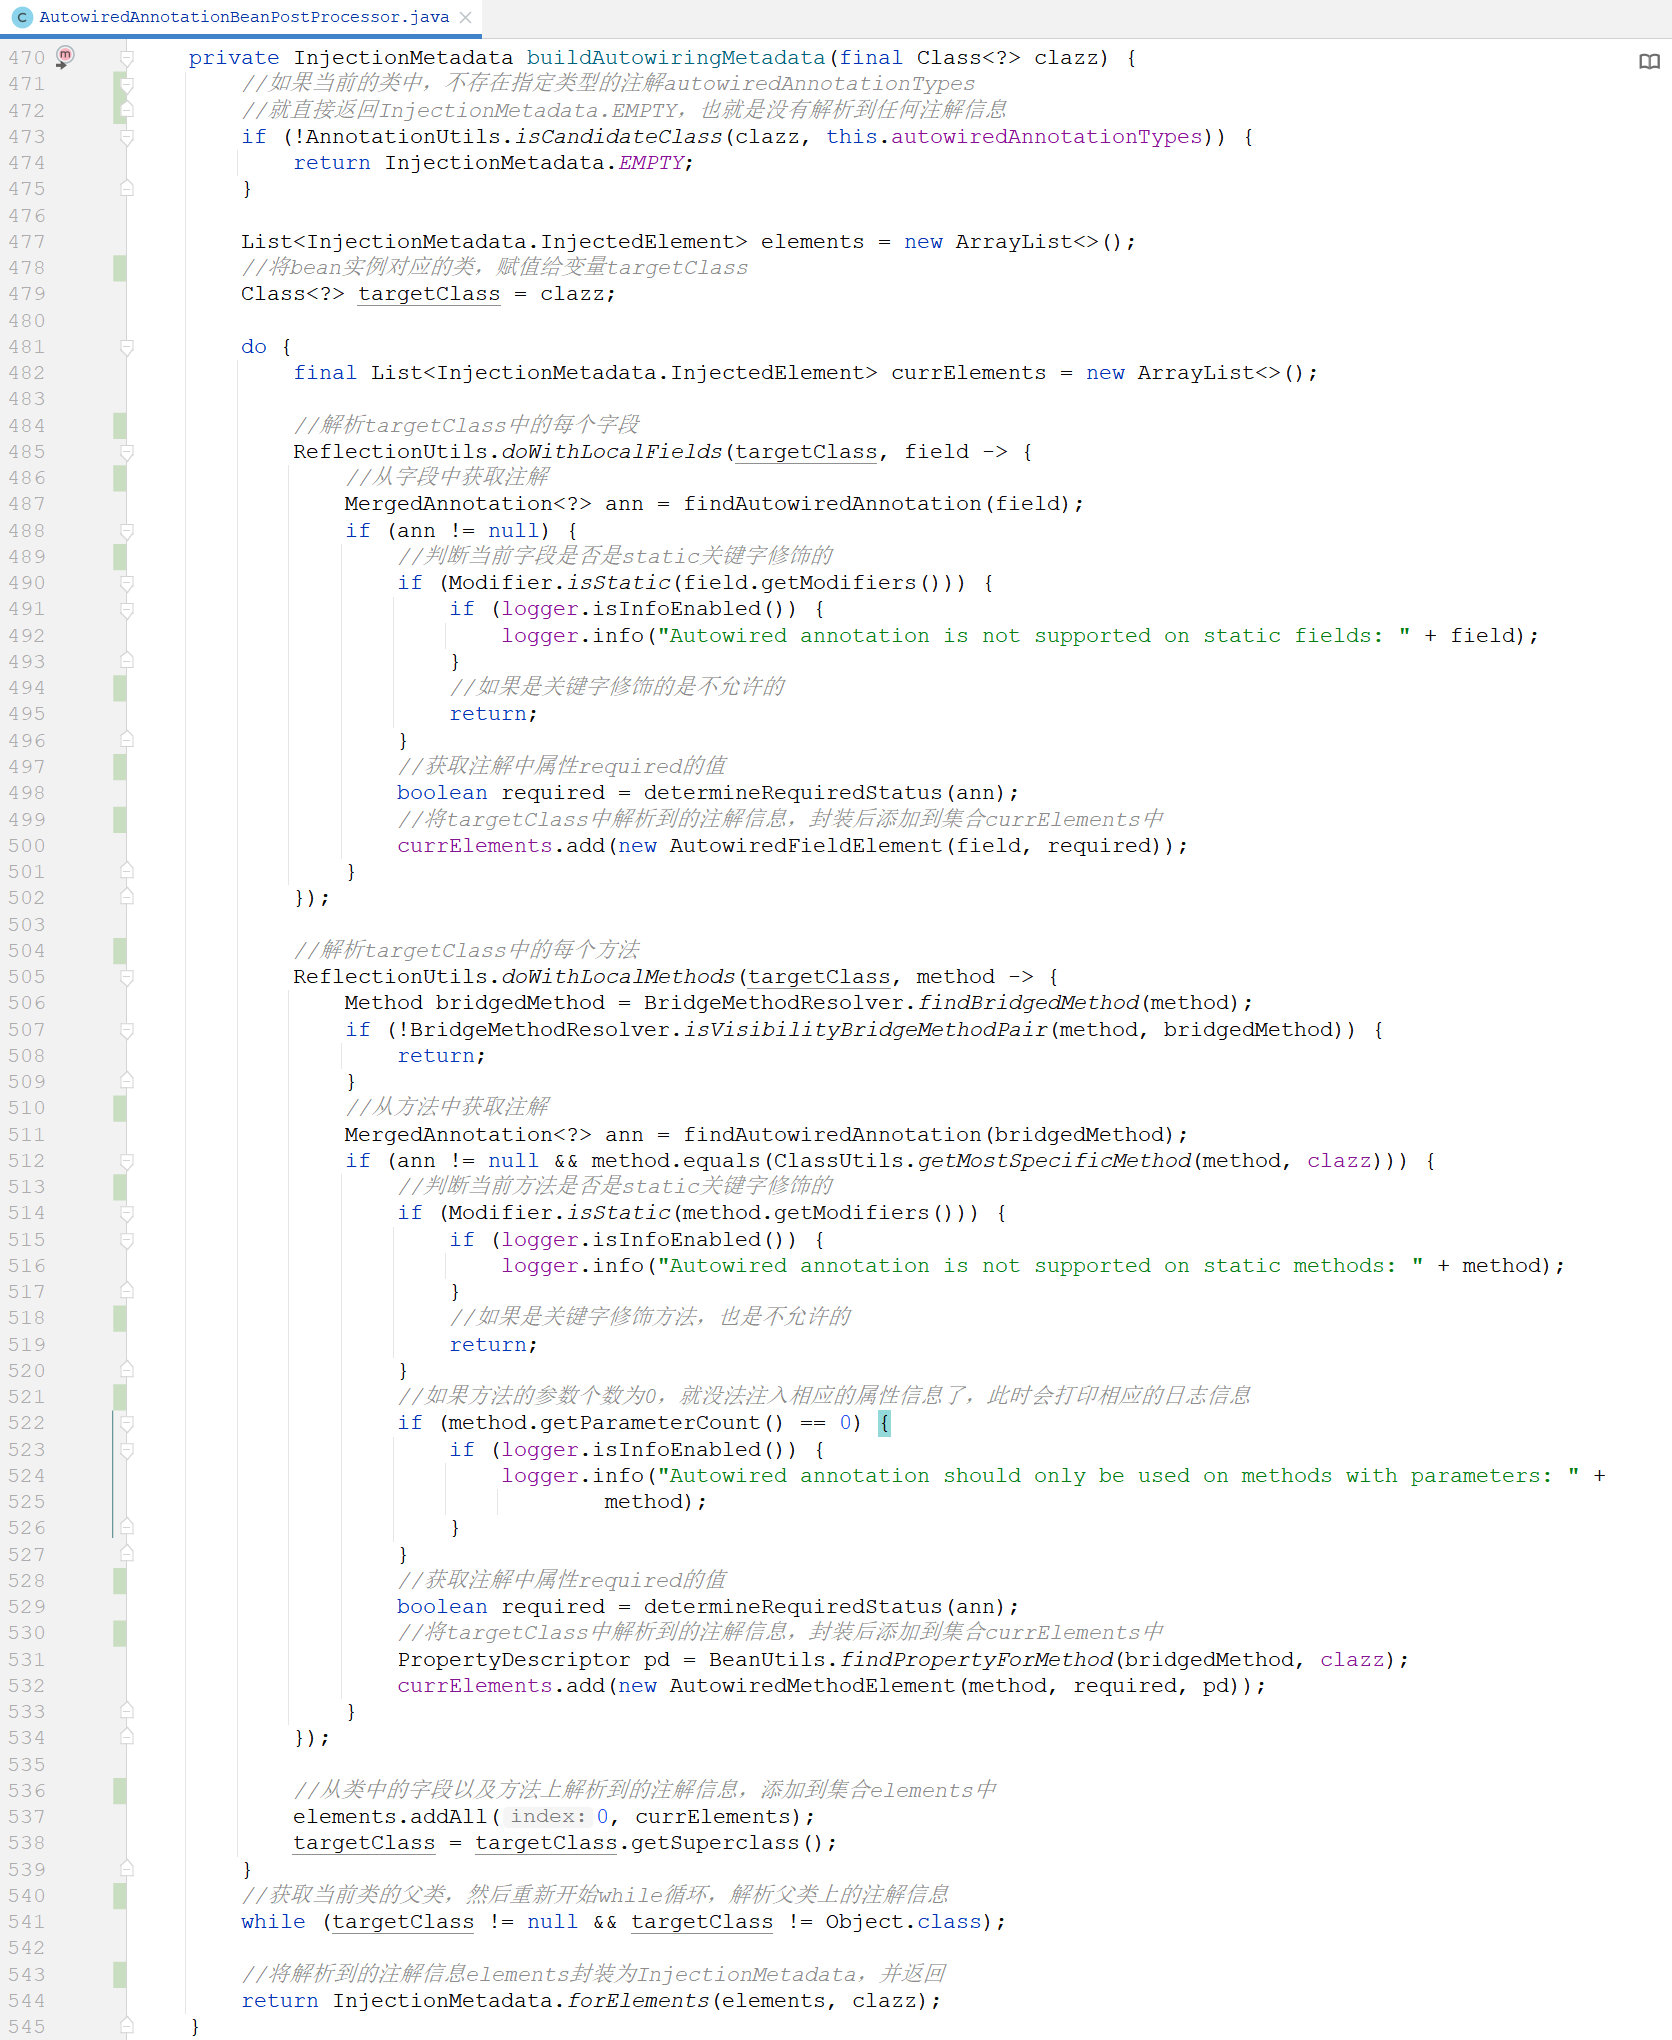 AutowiredAnnotationBeanPostProcessor.java
470 private InjectionMetadata buildAutowiringMetadata(final Class<?> clazz) {
471 //如果当前的类中，不存在指定类型的注解autowiredAnnotationTypes
472 //就直接返回InjectionMetadata.EMPTY，也就是没有解析到任何注解信息
473 if (!AnnotationUtils.isCandidateClass(clazz, this.autowiredAnnotationTypes)) {
474 return InjectionMetadata.EMPTY;
475 }
476
477 List<InjectionMetadata.InjectedElement> elements = new ArrayList<>();
478 //将bean实例对应的类，赋值给变量targetClass
479 Class<?> targetClass = clazz;
480
481 do {
482 final List<InjectionMetadata.InjectedElement> currElements = new ArrayList<>();
483
484 //解析targetClass中的每个字段
485 ReflectionUtils.doWithLocalFields(targetClass, field -> {
486 //从字段中获取注解
487 MergedAnnotation<?> ann = findAutowiredAnnotation(field);
488 if (ann != null) {
489 //判断当前字段是否是static关键字修饰的
490 if (Modifier.isStatic(field.getModifiers())) {
491 if (logger.isInfoEnabled()) {
492 logger.info("Autowired annotation is not supported on static fields: " + field);
493 }
494 //如果是关键字修饰的是不允许的
495 return;
496 }
497 //获取注解中属性required的值
498 boolean required = determineRequiredStatus(ann);
499 //将targetClass中解析到的注解信息，封装后添加到集合currElements中
500 currElements.add(new AutowiredFieldElement(field, required));
501 }
502 });
503
504 //解析targetClass中的每个方法
505 ReflectionUtils.doWithLocalMethods(targetClass, method -> {
506 Method bridgedMethod = BridgeMethodResolver.findBridgedMethod(method);
507 if (!BridgeMethodResolver.isVisibilityBridgeMethodPair(method, bridgedMethod)) {
508 return;
509 }
510 //从方法中获取注解
511 MergedAnnotation<?> ann = findAutowiredAnnotation(bridgedMethod);
512 if (ann != null && method.equals(ClassUtils.getMostSpecificMethod(method, clazz))) {
513 //判断当前方法是否是static关键字修饰的
514 if (Modifier.isStatic(method.getModifiers())) {
515 if (logger.isInfoEnabled()) {
516 logger.info("Autowired annotation is not supported on static methods: " + method);
517 }
518 //如果是关键字修饰方法，也是不允许的
519 return;
520 }
521 //如果方法的参数个数为0，就没法注入相应的属性信息了，此时会打印相应的日志信息
522 if (method.getParameterCount() == 0) {
523 if (logger.isInfoEnabled()) {
524 logger.info("Autowired annotation should only be used on methods with parameters: " +
525 method);
526 }
527 }
528 //获取注解中属性required的值
529 boolean required = determineRequiredStatus(ann);
530 //将targetClass中解析到的注解信息，封装后添加到集合currElements中
531 PropertyDescriptor pd = BeanUtils.findPropertyForMethod(bridgedMethod, clazz);
532 currElements.add(new AutowiredMethodElement(method, required, pd));
533 }
534 });
535
536 //从类中的字段以及方法上解析到的注解信息，添加到集合elements中
537 elements.addAll( index: 0, currElements);
538 targetClass = targetClass.getSuperclass();
539 }
540 //获取当前类的父类，然后重新开始while循环，解析父类上的注解信息
541 while (targetClass != null && targetClass != Object.class);
542
543 //将解析到的注解信息elements封装为InjectionMetadata，并返回
544 return InjectionMetadata.forElements(elements, clazz);
545 }